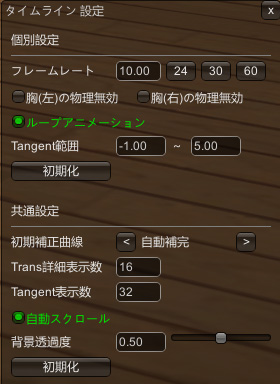 タイムライン 設定 x
個別設定
フレームレート 10.00 24 30 60
胸(左)の物理無効 胸(右)の物理無効
ループアニメーション
Tangent範囲 -1.00 ~ 5.00
初期化
共通設定
初期補正曲線 < 自動補完 >
Trans詳細表示数 16
Tangent表示数 32
自動スクロール
背景透過度 0.50
初期化